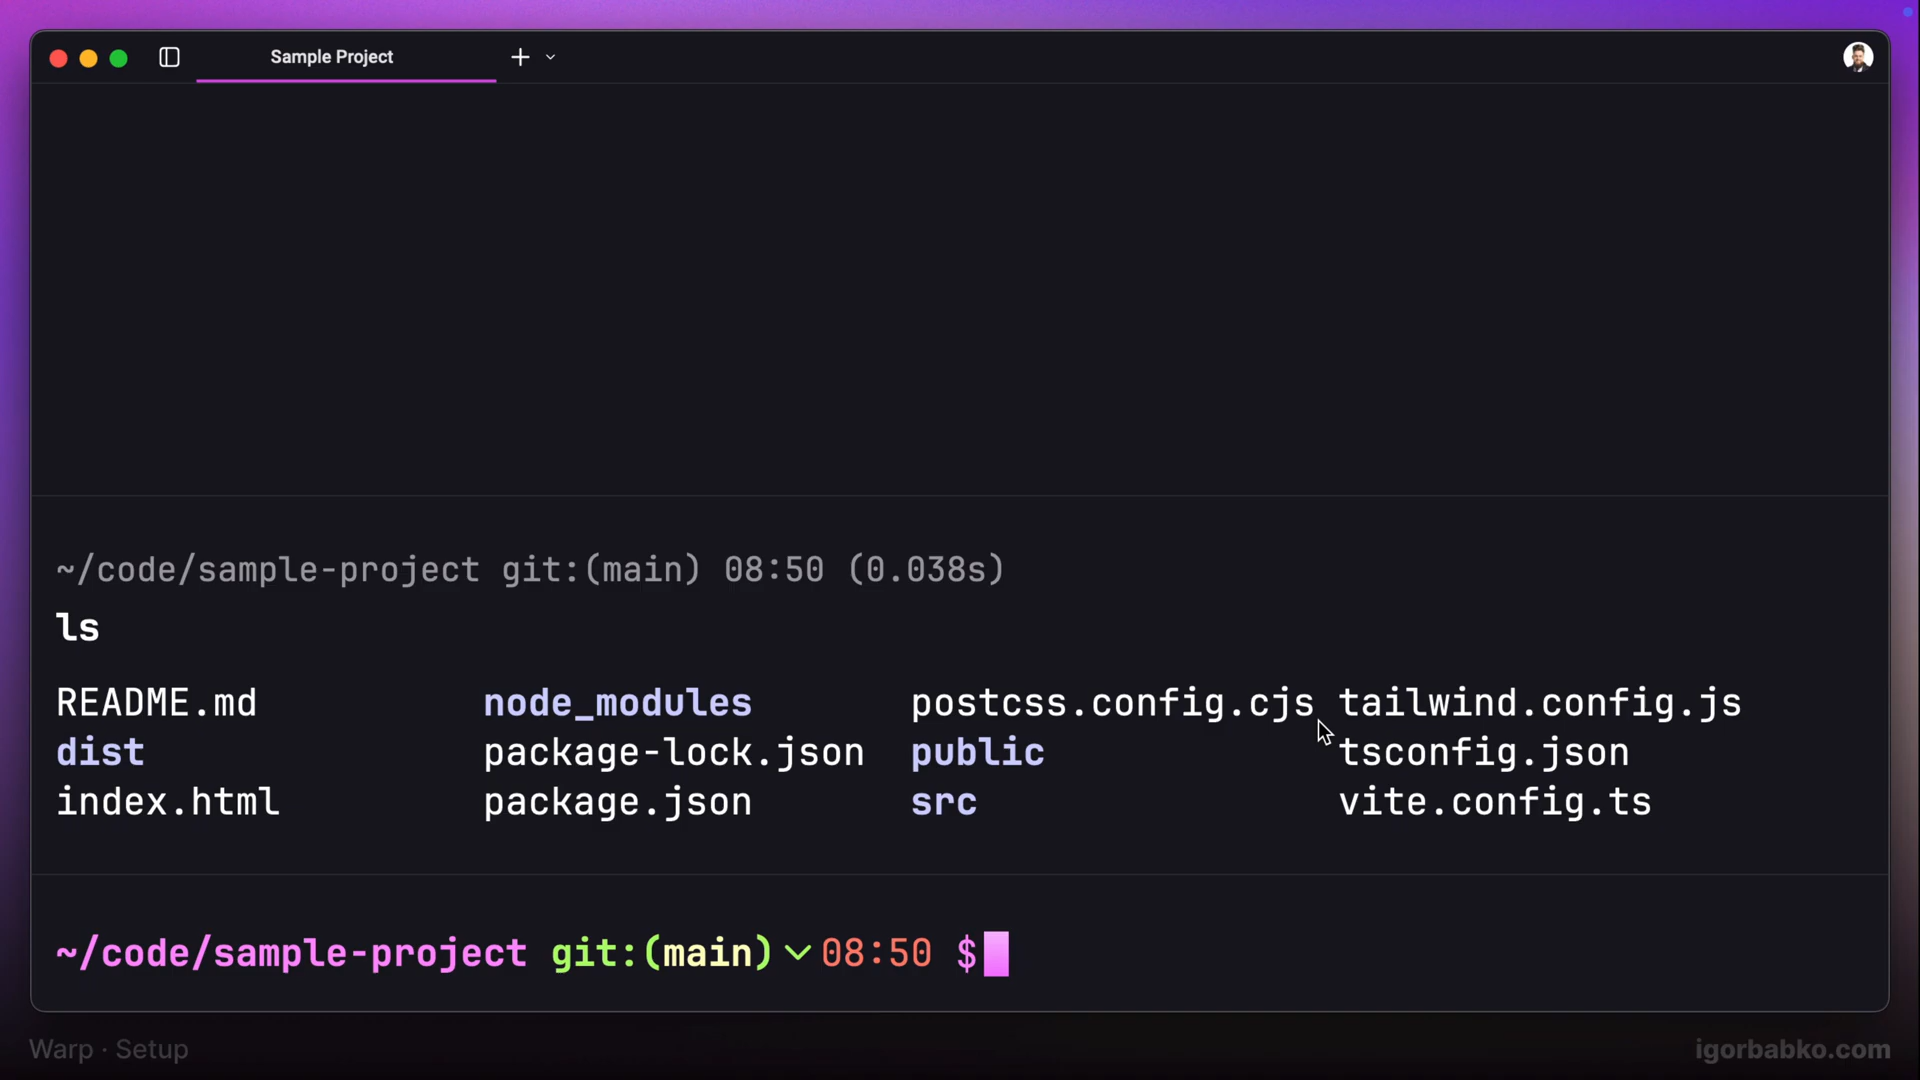 Sample Project
~/code/sample-project git:(main) 08:50 (0.038s)
ls
README.md node_modules postcss.config.cjs tailwind.config.js
dist package-lock.json public tsconfig.json
index.html package.json src vite.config.ts
~/code/sample-project git:(main) 08:50 $
Warp · Setup
igorbabko.com